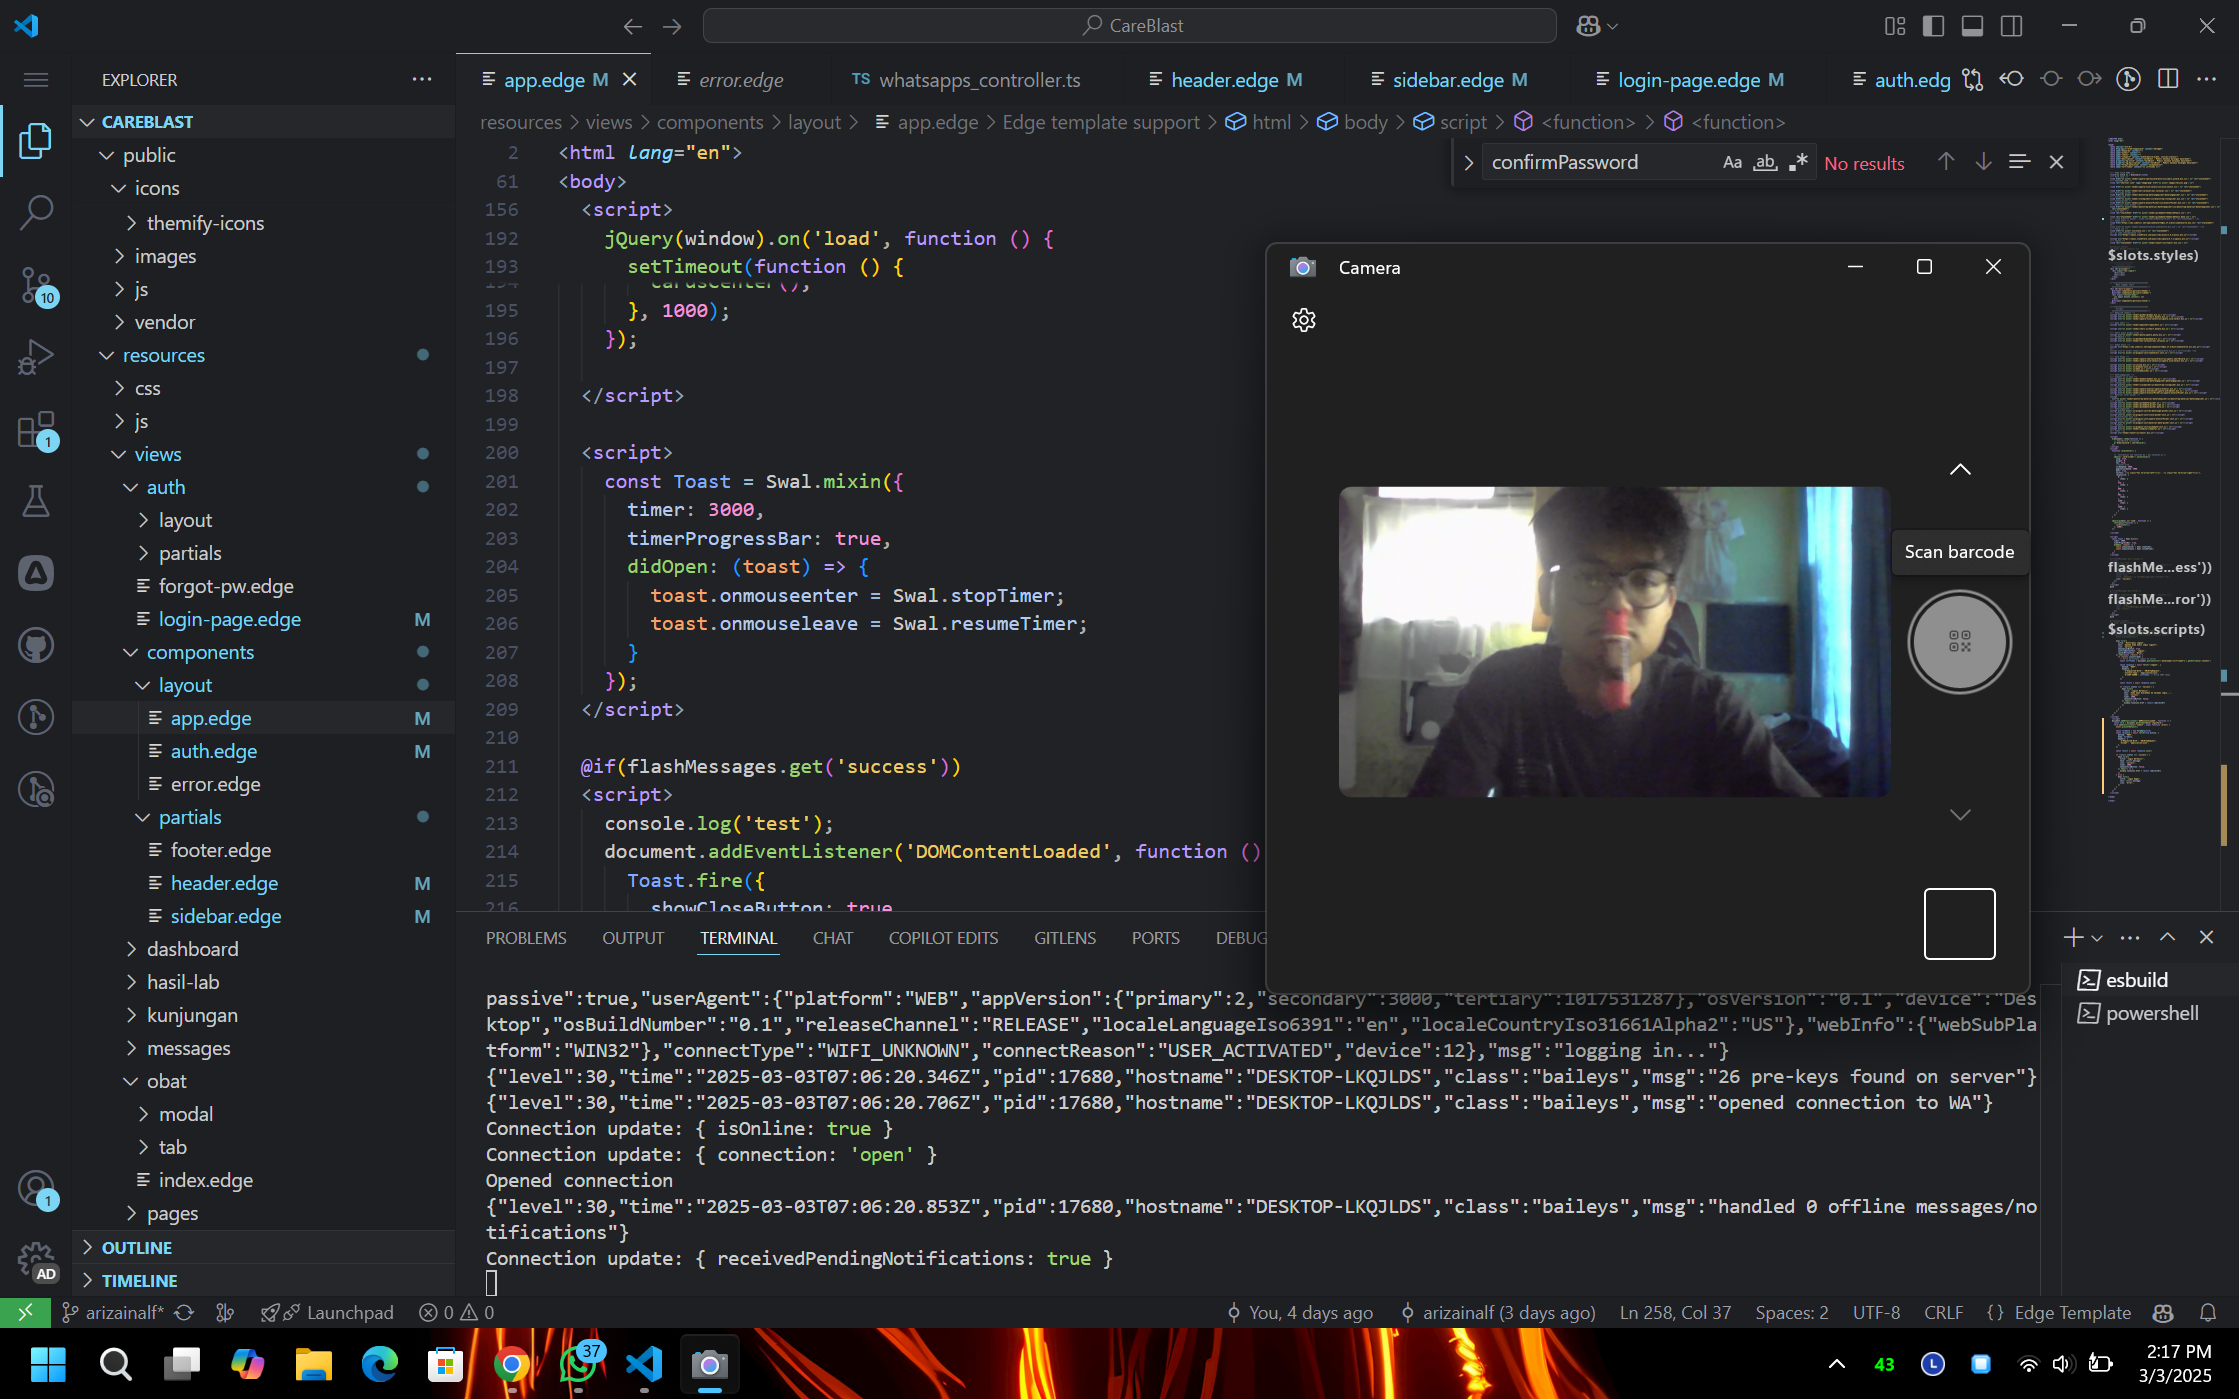 CareBlast
EXPLORER
CAREBLAST
public
icons
themify-icons
images
js
vendor
resources
css
js
views
auth
layout
partials
forgot-pw.edge
login-page.edge M
components
layout
app.edge M
auth.edge M
error.edge
partials
footer.edge
header.edge M
sidebar.edge M
dashboard
hasil-lab
kunjungan
messages
obat
modal
tab
index.edge
pages
OUTLINE
TIMELINE
10
1
1
AD
app.edge M
error.edge
TS whatsapps_controller.ts
header.edge M
sidebar.edge M
login-page.edge M
auth.edg
resources > views > components > layout > app.edge > Edge template support > html > body > script > <function> > <function>
confirmPassword Aa ab No results
2 <html lang="en">
61 <body>
156 <script>
192 jQuery(window).on('load', function () {
193 setTimeout(function () {
195 }, 1000);
196 });
197
198 </script>
199
200 <script>
201 const Toast = Swal.mixin({
202 timer: 3000,
203 timerProgressBar: true,
204 didOpen: (toast) => {
205 toast.onmouseenter = Swal.stopTimer;
206 toast.onmouseleave = Swal.resumeTimer;
207 }
208 });
209 </script>
210
211 @if(flashMessages.get('success'))
212 <script>
213 console.log('test');
214 document.addEventListener('DOMContentLoaded', function ()
215 Toast.fire({
216 showCloseButton: true
$slots.styles)
flashMe...ess'))
flashMe...ror'))
$slots.scripts)
Camera
Scan barcode
PROBLEMS OUTPUT TERMINAL CHAT COPILOT EDITS GITLENS PORTS DEBUG
passive":true,"userAgent":{"platform":"WEB","appVersion":{"primary":2,"secondary":3000,"tertiary":1017531287},"osVersion":"0.1","device":"Des
ktop","osBuildNumber":"0.1","releaseChannel":"RELEASE","localeLanguageIso6391":"en","localeCountryIso31661Alpha2":"US"},"webInfo":{"webSubPla
tform":"WIN32"},"connectType":"WIFI_UNKNOWN","connectReason":"USER_ACTIVATED","device":12},"msg":"logging in..."}
{"level":30,"time":"2025-03-03T07:06:20.346Z","pid":17680,"hostname":"DESKTOP-LKQJLDS","class":"baileys","msg":"26 pre-keys found on server"}
{"level":30,"time":"2025-03-03T07:06:20.706Z","pid":17680,"hostname":"DESKTOP-LKQJLDS","class":"baileys","msg":"opened connection to WA"}
Connection update: { isOnline: true }
Connection update: { connection: 'open' }
Opened connection
{"level":30,"time":"2025-03-03T07:06:20.853Z","pid":17680,"hostname":"DESKTOP-LKQJLDS","class":"baileys","msg":"handled 0 offline messages/no
tifications"}
Connection update: { receivedPendingNotifications: true }
esbuild
powershell
arizainalf* Launchpad 0 0 You, 4 days ago arizainalf (3 days ago) Ln 258, Col 37 Spaces: 2 UTF-8 CRLF {} Edge Template
37
43
L
2:17 PM
3/3/2025